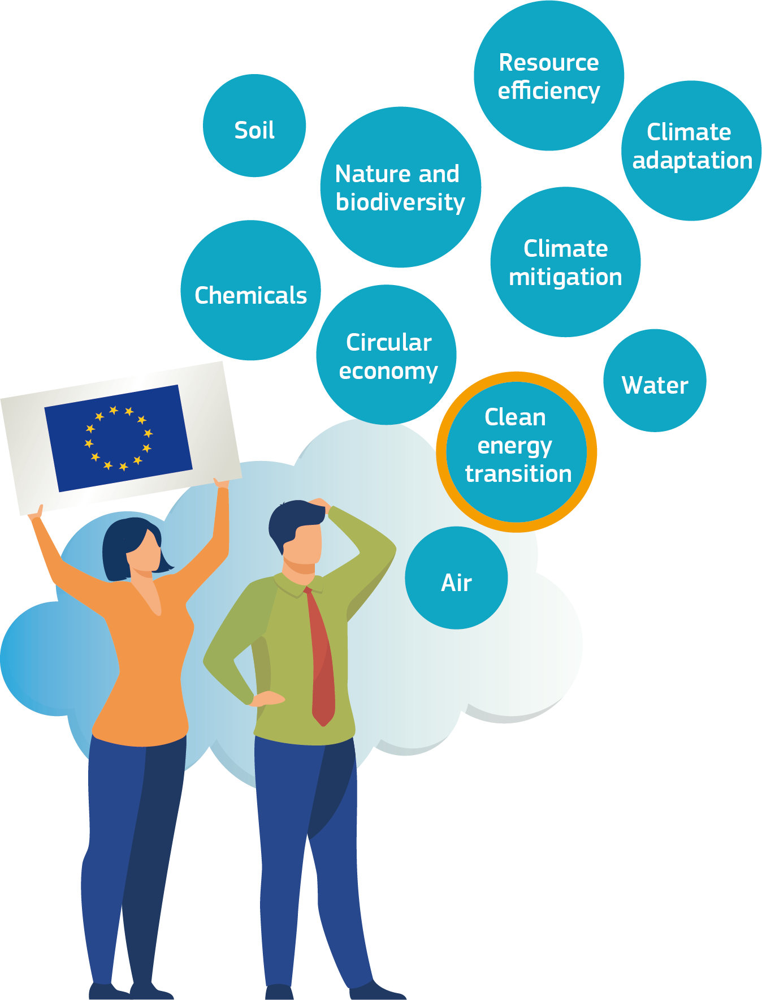 Resource
efficiency
Soil
Climate
adaptation
Nature and
biodiversity
Climate
mitigation
Chemicals
Circular
economy
Water
Clean
energy
transition
Air